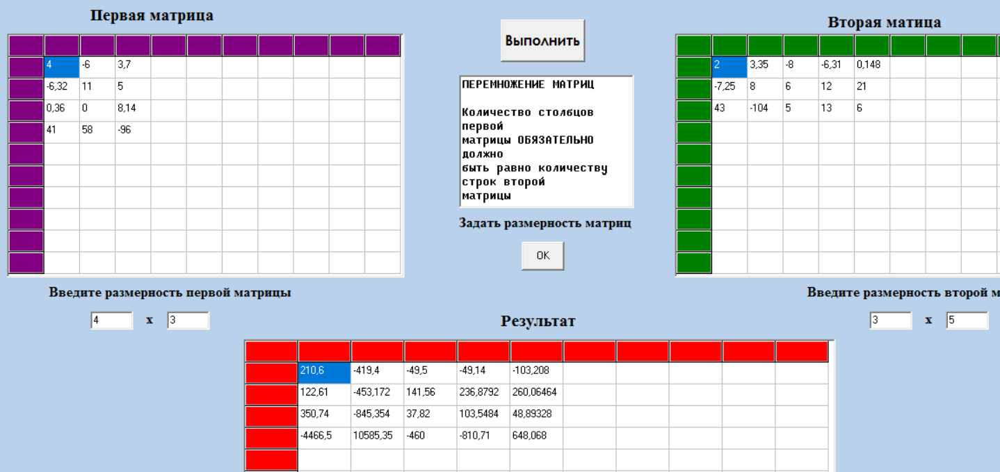 Первая матрица
4 -6 3,7
-6,32 11 5
0,36 0 8,14
41 58 -96
Введите размерность первой матрицы
4 x 3
Выполнить
ПЕРЕМНОЖЕНИЕ МАТРИЦ
Количество столбцов
первой
матрицы ОБЯЗАТЕЛЬНО
должно
быть равно количеству
строк второй
матрицы
Задать размерность матриц
OK
Вторая матица
2 3,35 -8 -6,31 0,148
-7,25 8 6 12 21
43 -104 5 13 6
Введите размерность второй м
3 x 5
Результат
210,6 -419,4 -49,5 -49,14 -103,208
122,61 -453,172 141,56 236,8792 260,06464
350,74 -845,354 37,82 103,5484 48,89328
-4466,5 10585,35 -460 -810,71 648,068